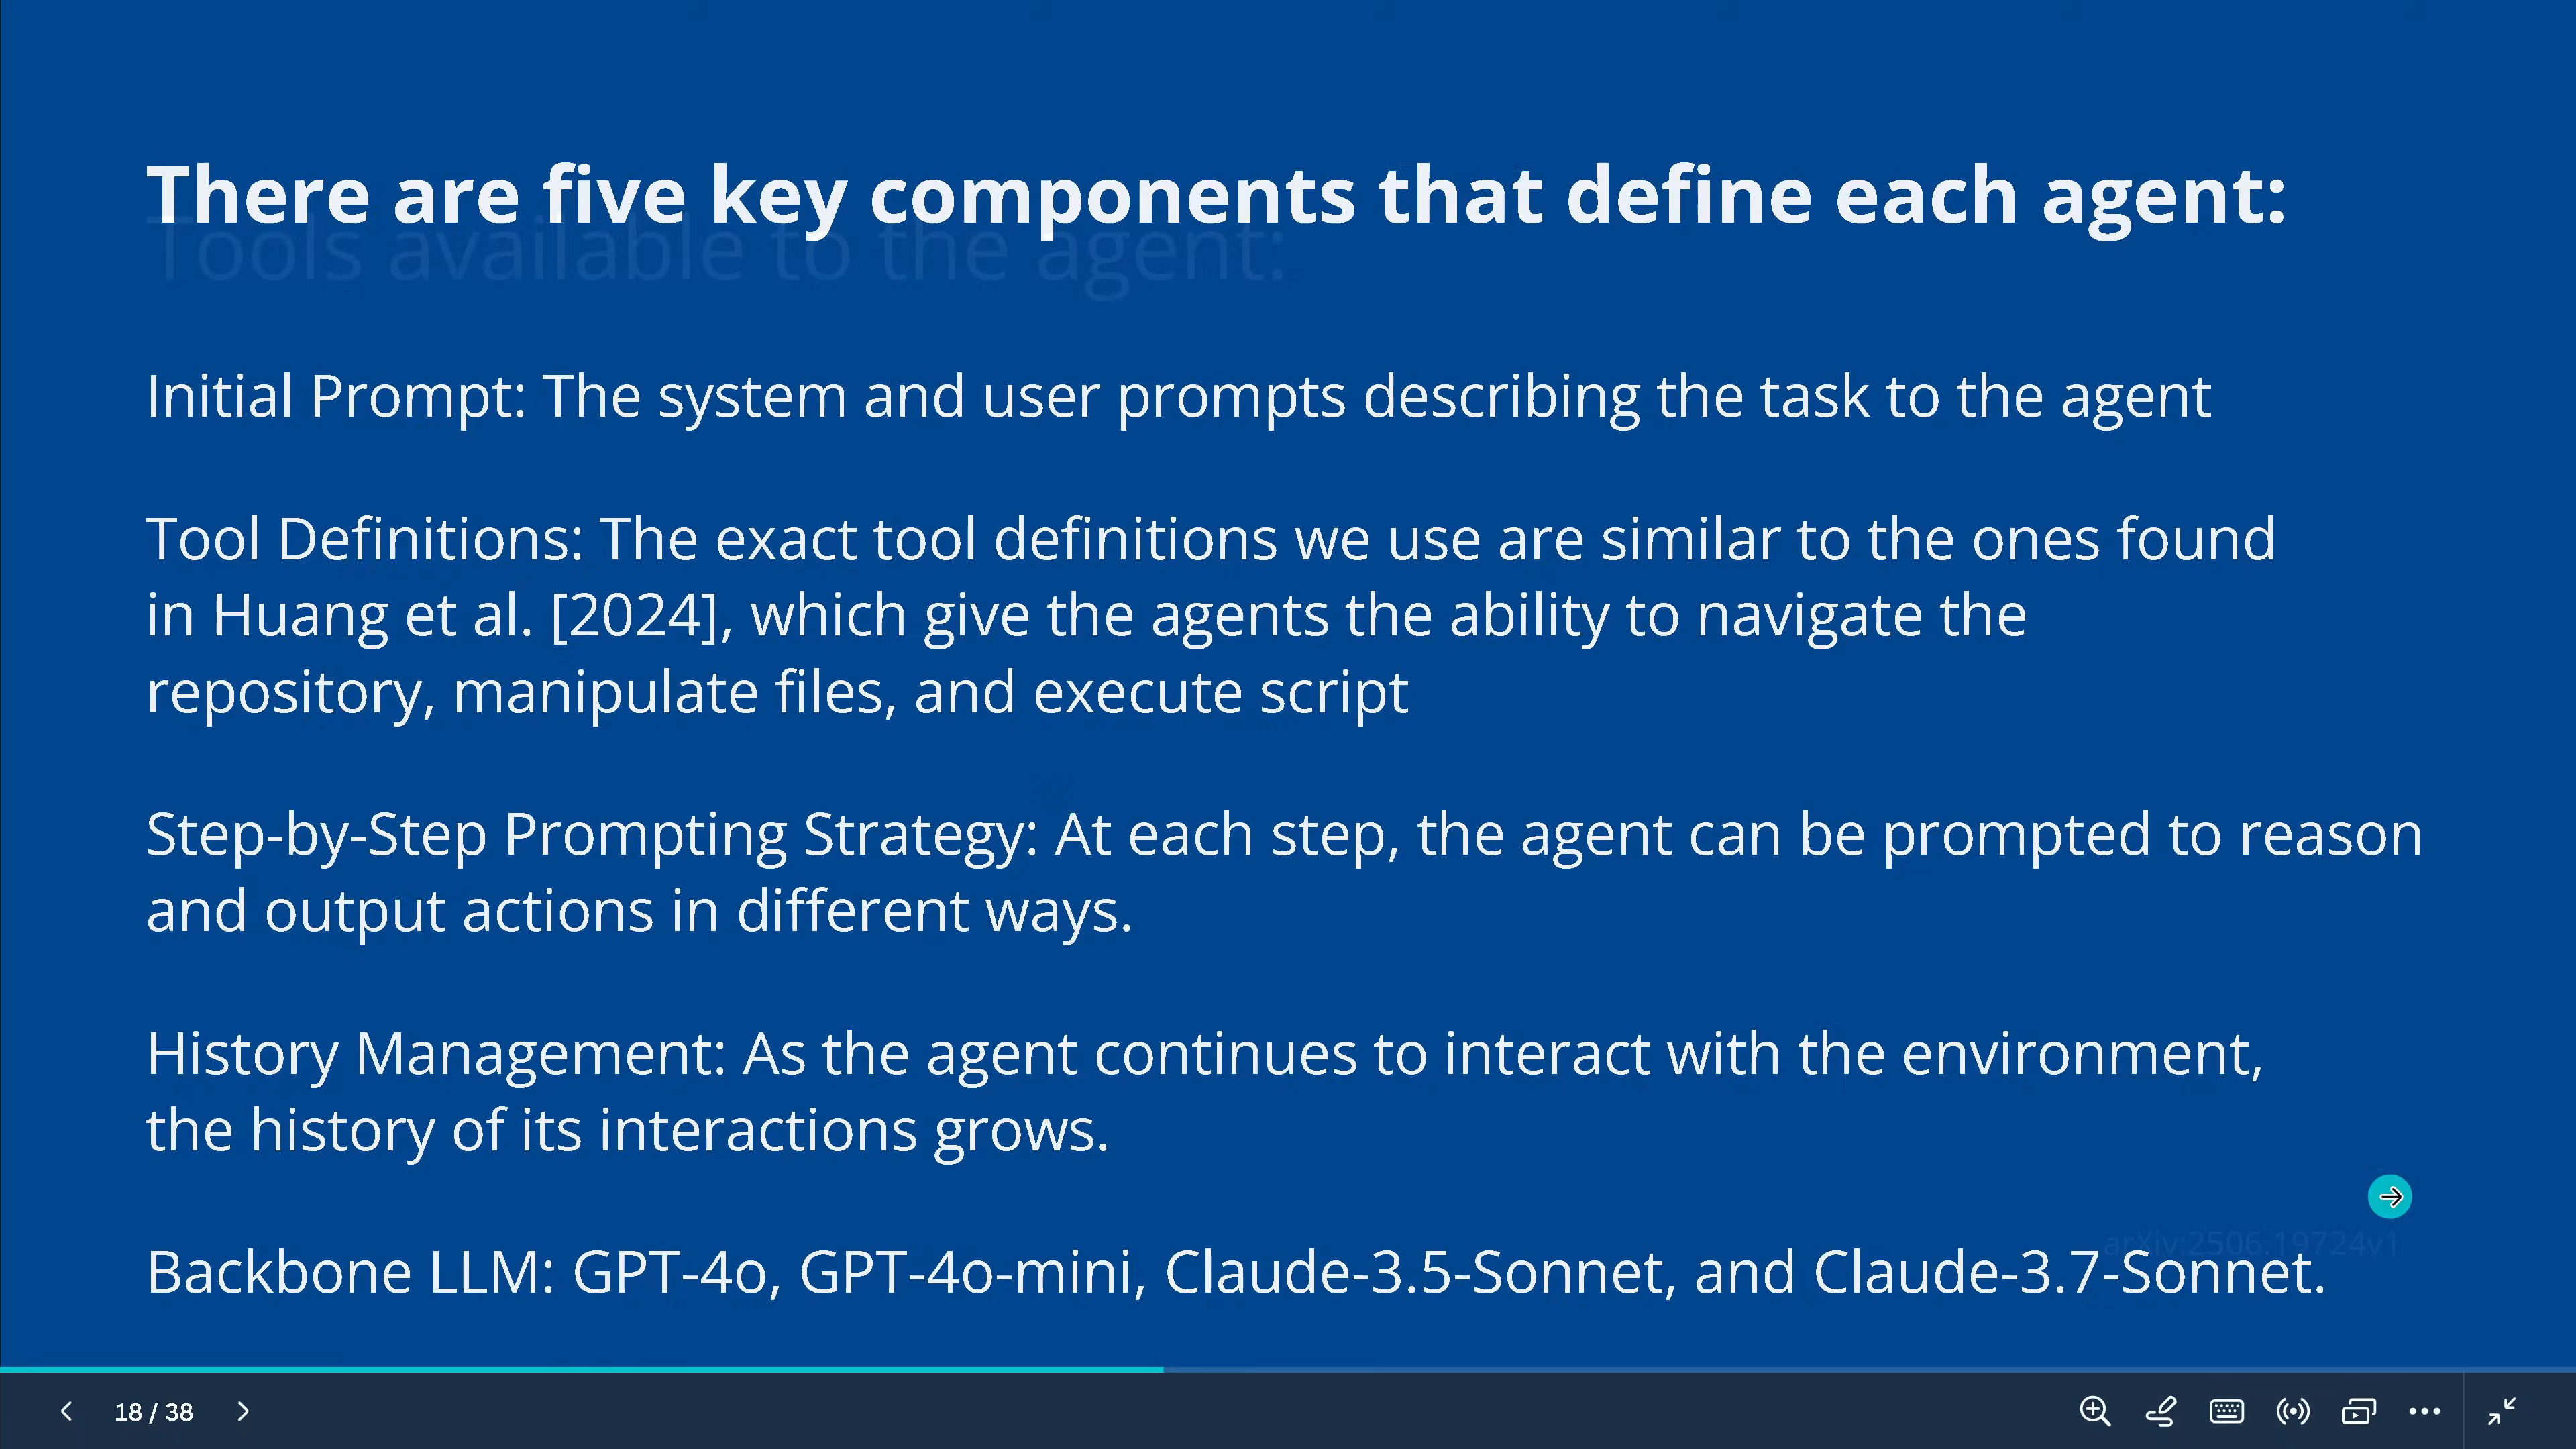 There are five key components that define each agent:
Tools available to the agent:
Initial Prompt: The system and user prompts describing the task to the agent
Tool Definitions: The exact tool definitions we use are similar to the ones found
in Huang et al. [2024], which give the agents the ability to navigate the
repository, manipulate files, and execute script
Step-by-Step Prompting Strategy: At each step, the agent can be prompted to reason
and output actions in different ways.
History Management: As the agent continues to interact with the environment,
the history of its interactions grows.
arXiv:2506.19724v1
Backbone LLM: GPT-4o, GPT-4o-mini, Claude-3.5-Sonnet, and Claude-3.7-Sonnet.
18 / 38